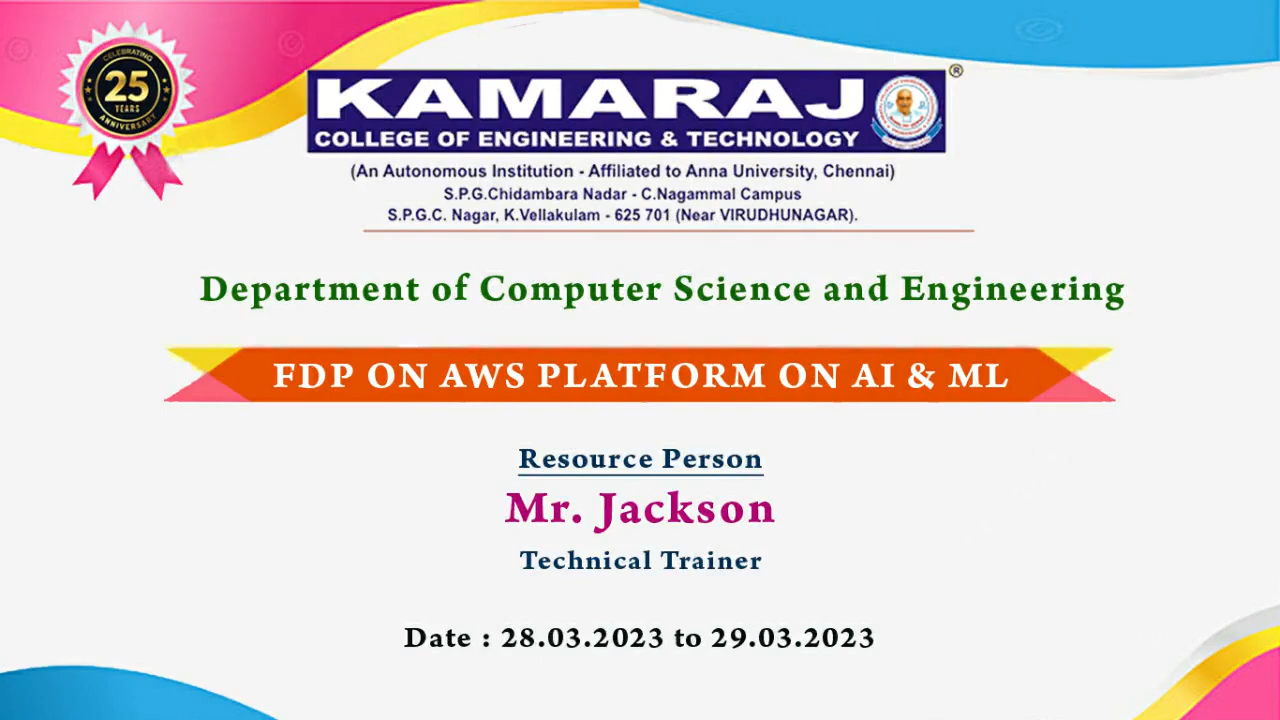 CELEBRATING
25
YEARS
ANNIVERSARY
KAMARAJ
®
COLLEGE OF ENGINEERING & TECHNOLOGY
(An Autonomous Institution - Affiliated to Anna University, Chennai)
S.P.G.Chidambara Nadar - C.Nagammal Campus
S.P.G.C. Nagar, K.Vellakulam - 625 701 (Near VIRUDHUNAGAR).
Department of Computer Science and Engineering
FDP ON AWS PLATFORM ON AI & ML
Resource Person
Mr. Jackson
Technical Trainer
Date : 28.03.2023 to 29.03.2023